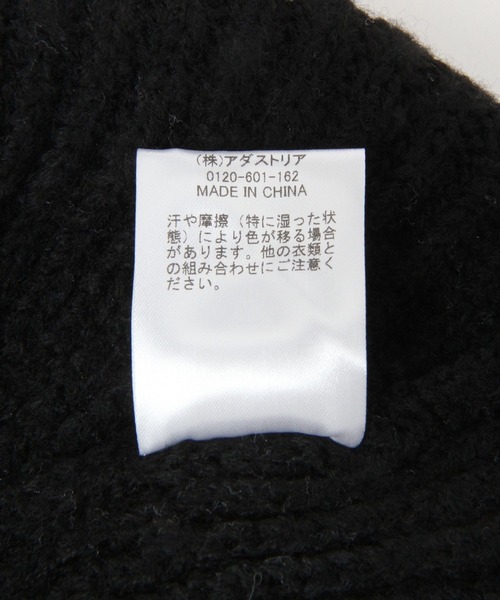 (株)アダストリア
0120-601-162
MADE IN CHINA
汗や摩擦（特に湿った状
態）により色が移る場合
があります。他の衣類と
の組み合わせにご注意く
ださい。